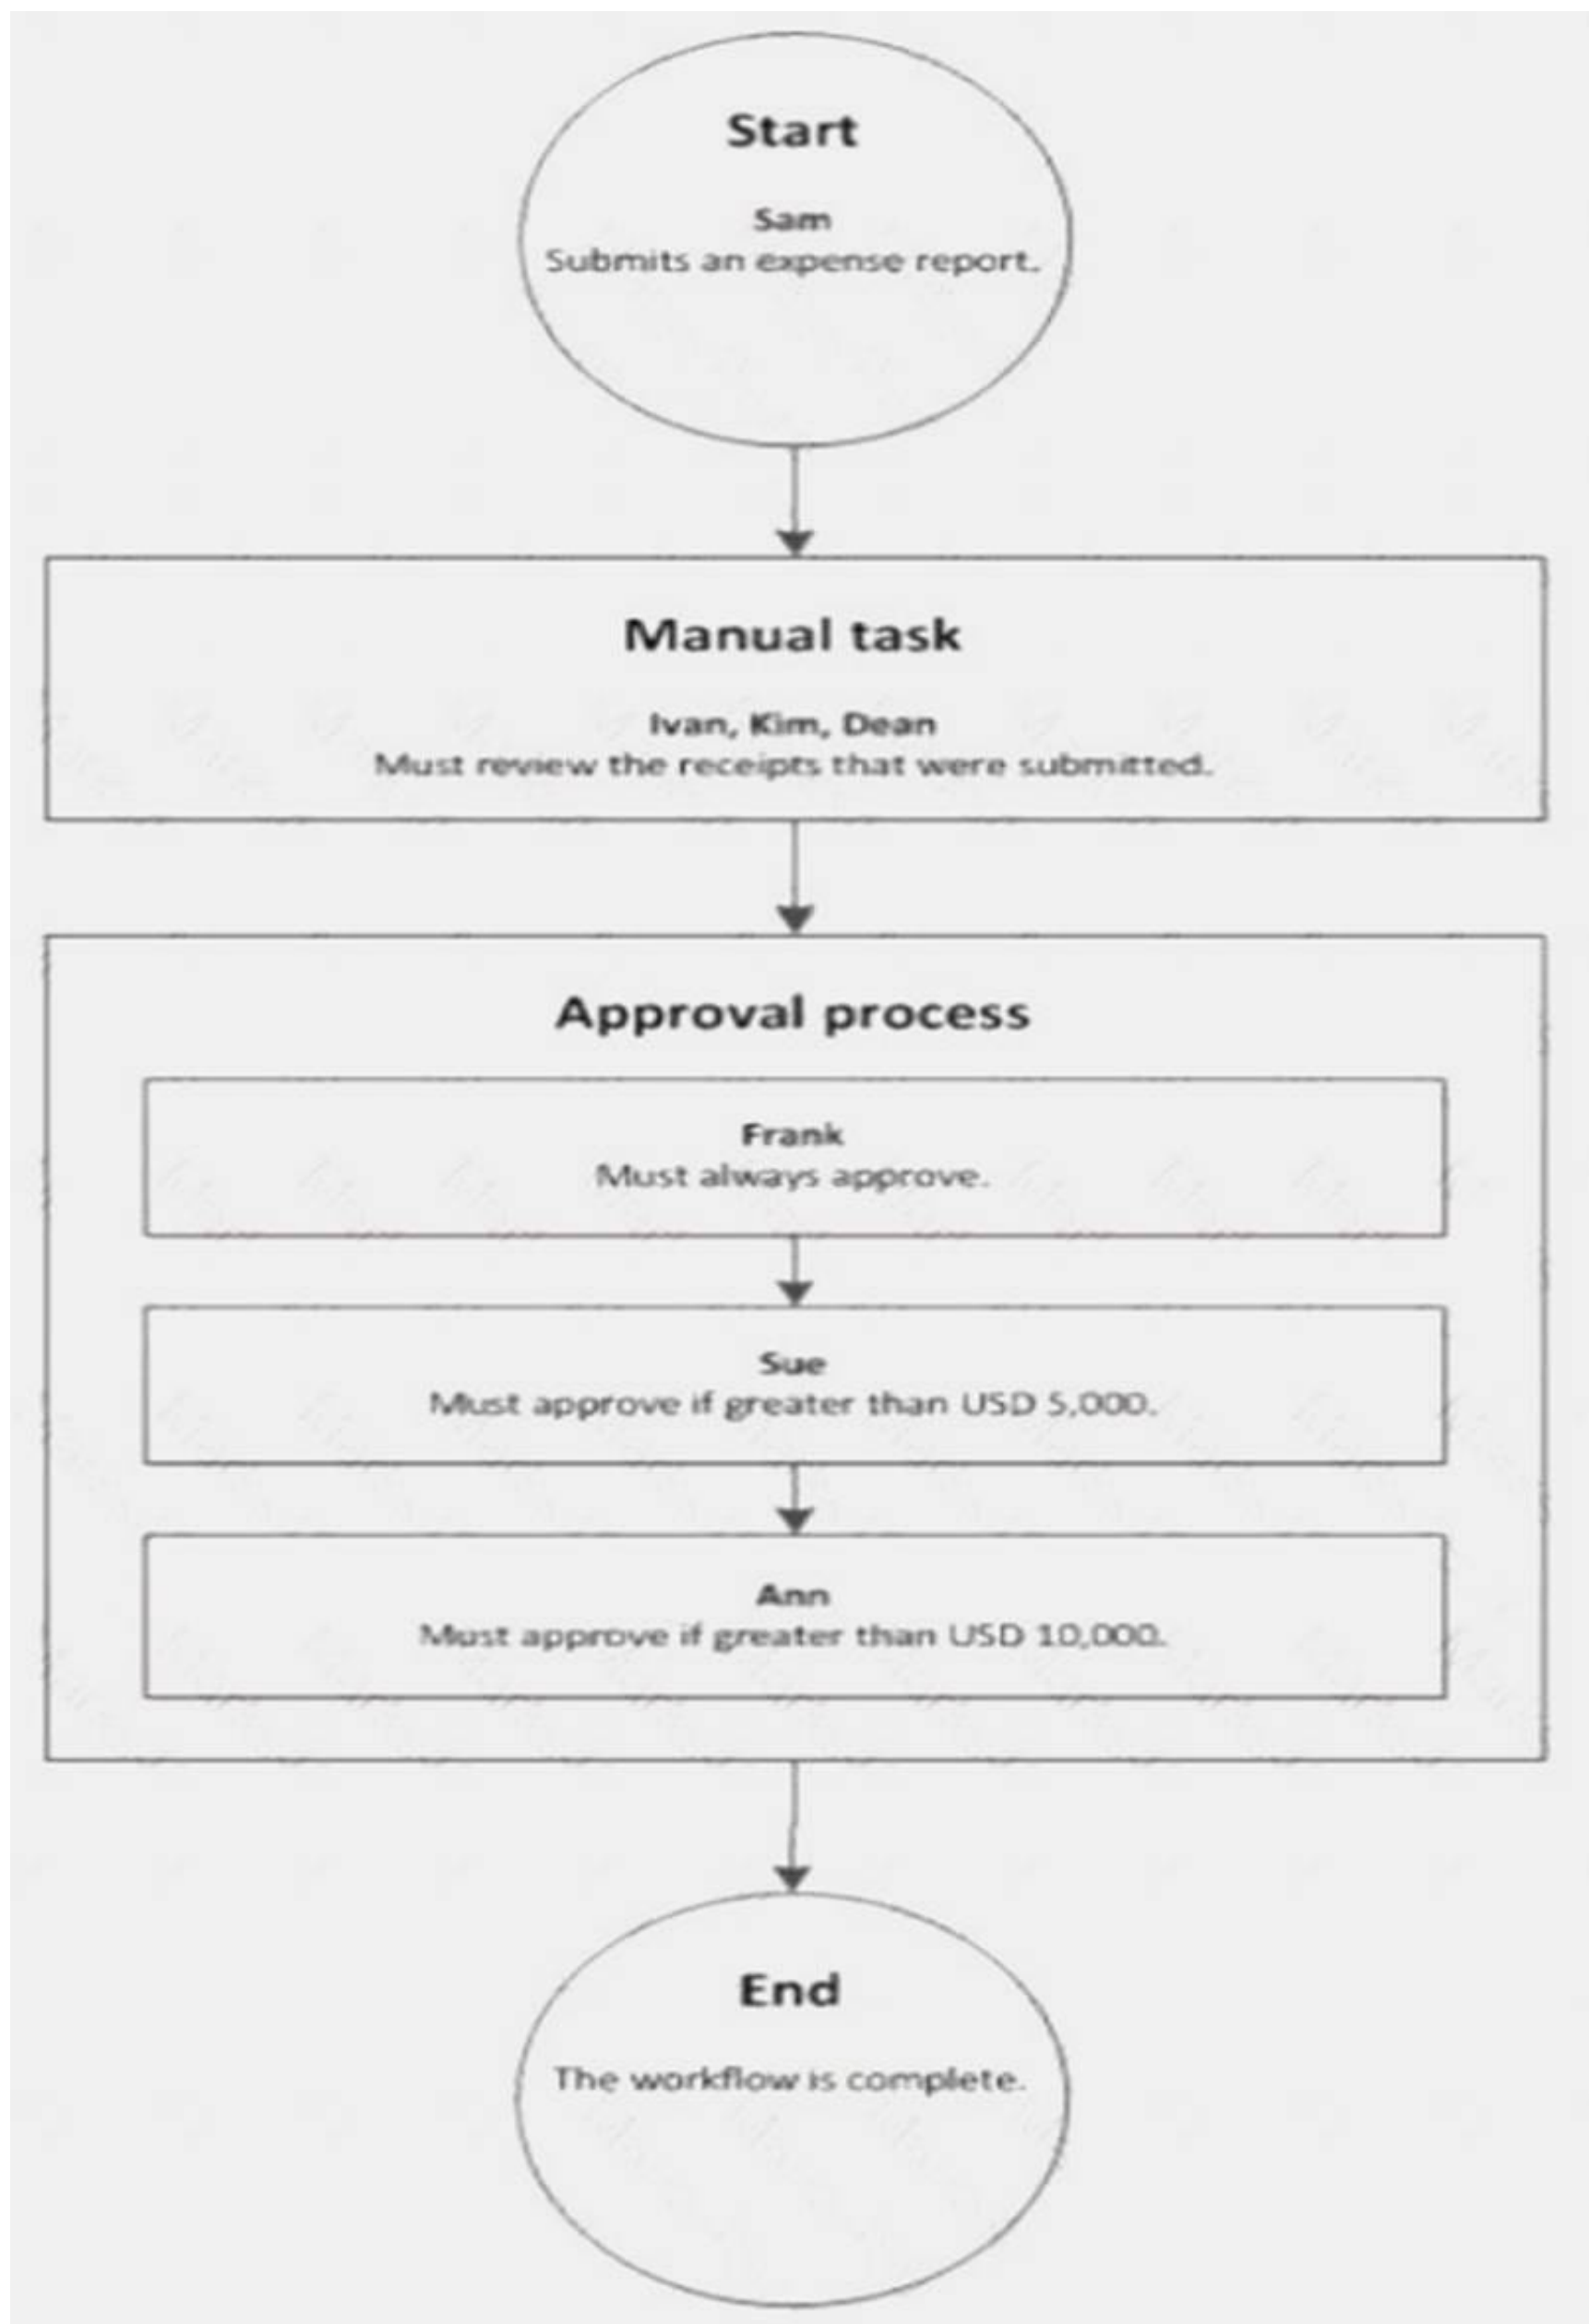 Start
Sam
Submits an expense report.
Manual task
Ivan, Kim, Dean
Must review the receipts that were submitted.
Approval process
Frank
Must always approve.
Sue
Must approve if greater than USD 5,000.
Ann
Must approve if greater than USD 10,000.
End
The workflow is complete.